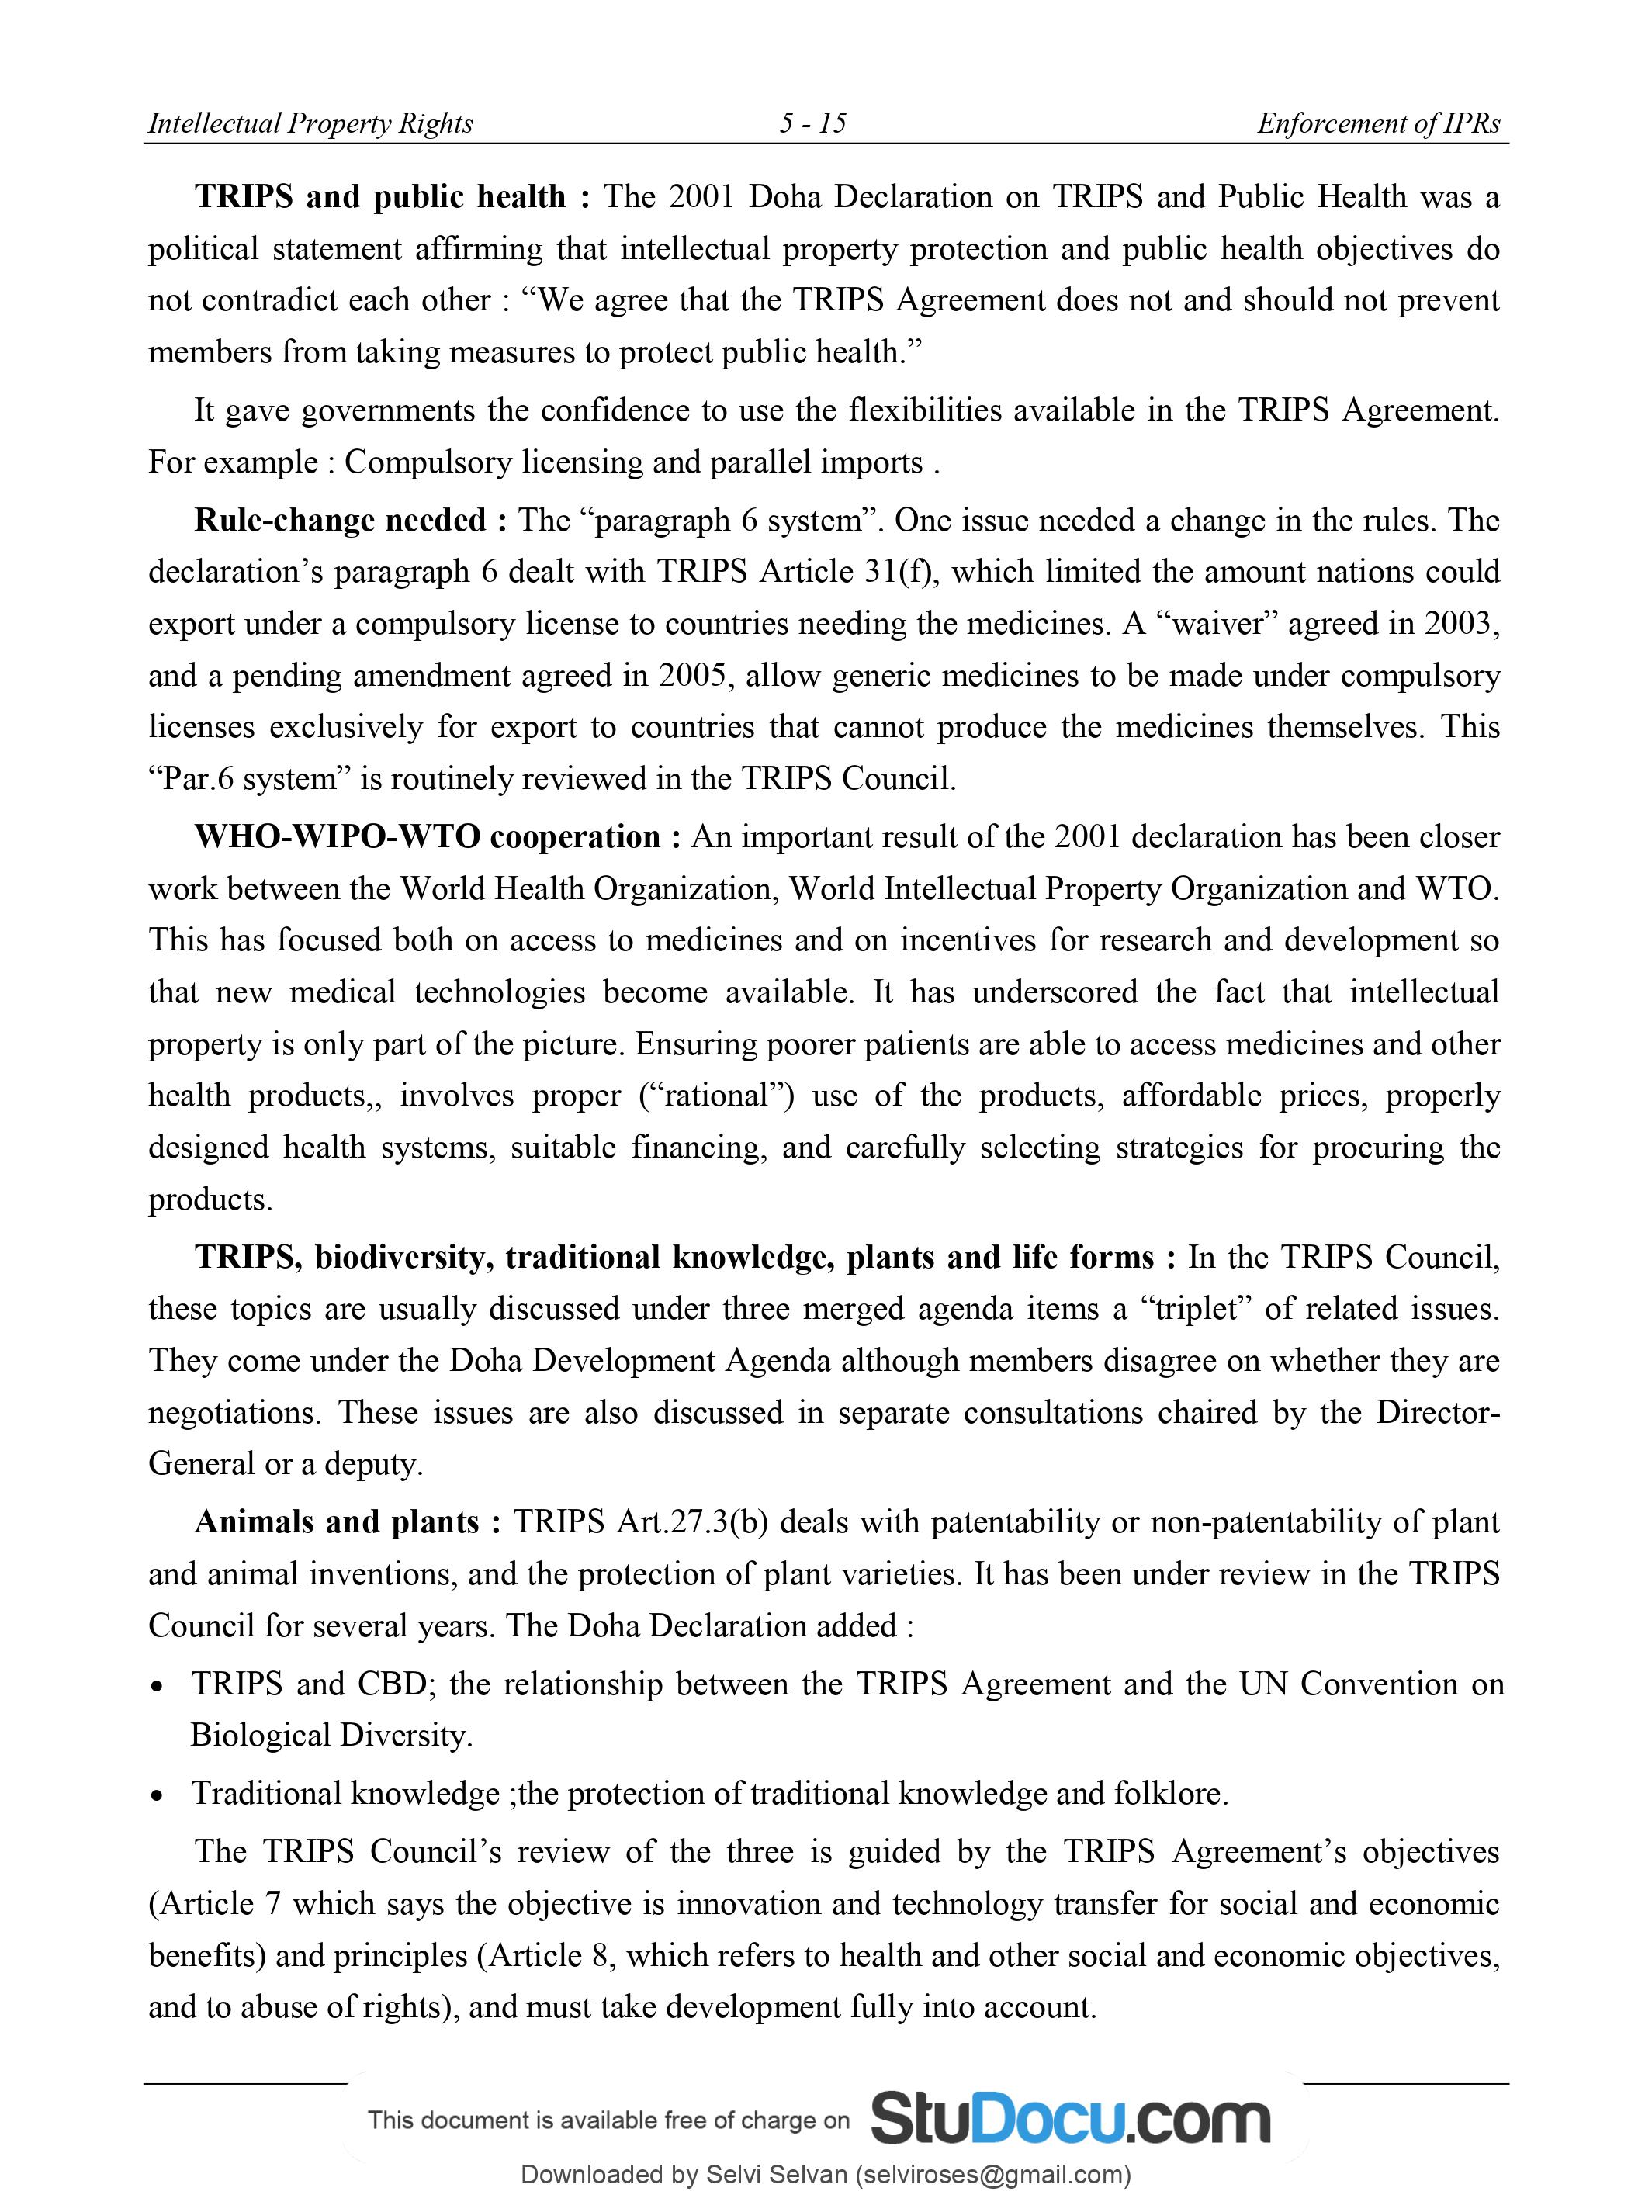 Intellectual Property Rights 5 - 15 Enforcement of IPRs
TRIPS and public health : The 2001 Doha Declaration on TRIPS and Public Health was a
political statement affirming that intellectual property protection and public health objectives do
not contradict each other : “We agree that the TRIPS Agreement does not and should not prevent
members from taking measures to protect public health.”
It gave governments the confidence to use the flexibilities available in the TRIPS Agreement.
For example : Compulsory licensing and parallel imports .
Rule-change needed : The “paragraph 6 system”. One issue needed a change in the rules. The
declaration’s paragraph 6 dealt with TRIPS Article 31(f), which limited the amount nations could
export under a compulsory license to countries needing the medicines. A “waiver” agreed in 2003,
and a pending amendment agreed in 2005, allow generic medicines to be made under compulsory
licenses exclusively for export to countries that cannot produce the medicines themselves. This
“Par.6 system” is routinely reviewed in the TRIPS Council.
WHO-WIPO-WTO cooperation : An important result of the 2001 declaration has been closer
work between the World Health Organization, World Intellectual Property Organization and WTO.
This has focused both on access to medicines and on incentives for research and development so
that new medical technologies become available. It has underscored the fact that intellectual
property is only part of the picture. Ensuring poorer patients are able to access medicines and other
health products,, involves proper (“rational”) use of the products, affordable prices, properly
designed health systems, suitable financing, and carefully selecting strategies for procuring the
products.
TRIPS, biodiversity, traditional knowledge, plants and life forms : In the TRIPS Council,
these topics are usually discussed under three merged agenda items a “triplet” of related issues.
They come under the Doha Development Agenda although members disagree on whether they are
negotiations. These issues are also discussed in separate consultations chaired by the Director-
General or a deputy.
Animals and plants : TRIPS Art.27.3(b) deals with patentability or non-patentability of plant
and animal inventions, and the protection of plant varieties. It has been under review in the TRIPS
Council for several years. The Doha Declaration added :
• TRIPS and CBD; the relationship between the TRIPS Agreement and the UN Convention on
Biological Diversity.
• Traditional knowledge ;the protection of traditional knowledge and folklore.
The TRIPS Council’s review of the three is guided by the TRIPS Agreement’s objectives
(Article 7 which says the objective is innovation and technology transfer for social and economic
benefits) and principles (Article 8, which refers to health and other social and economic objectives,
and to abuse of rights), and must take development fully into account.
This document is available free of charge on StuDocu.com
Downloaded by Selvi Selvan (selviroses@gmail.com)